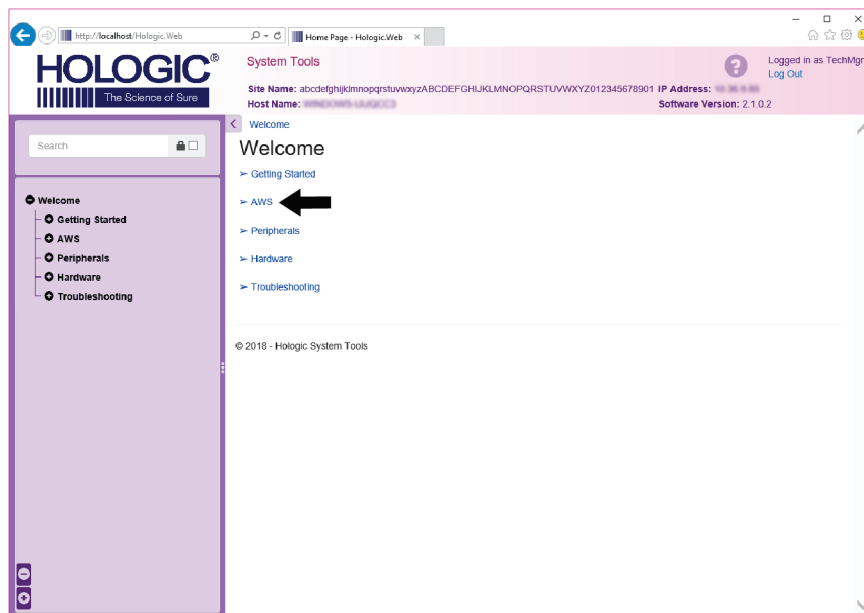 http://localhost/Hologic.Web
Home Page - Hologic.Web
HOLOGIC®
The Science of Sure
System Tools
Logged in as TechMgr
Log Out
Site Name: abcdefghijklmnopqrstuvwxyzABCDEFGHIJKLMNOPQRSTUVWXYZ012345678901 IP Address:
Host Name:
Software Version: 2.1.0.2
Search
Welcome
Getting Started
AWS
Peripherals
Hardware
Troubleshooting
Welcome
Welcome
➢ Getting Started
➢ AWS
➢ Peripherals
➢ Hardware
➢ Troubleshooting
© 2018 - Hologic System Tools